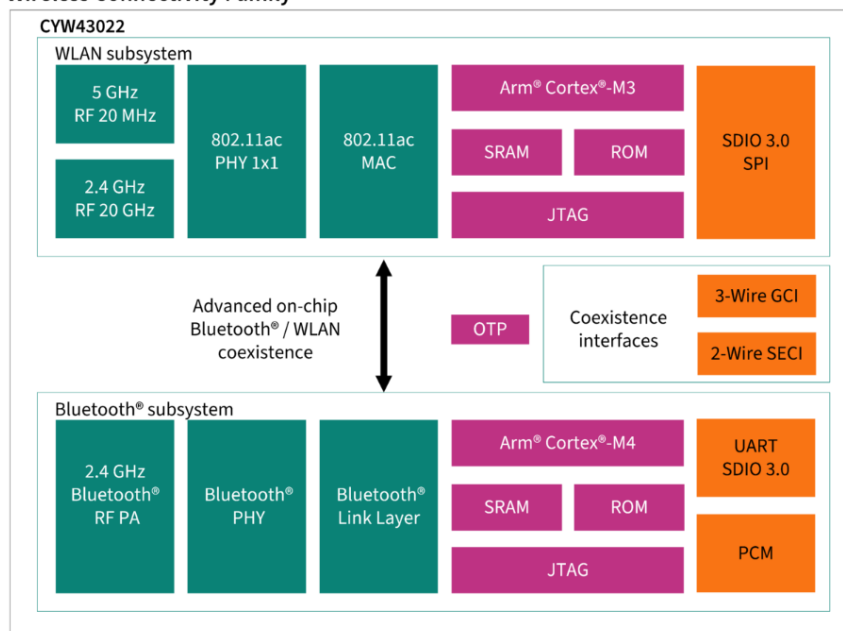 Wireless Connectivity Family
CYW43022
WLAN subsystem
5 GHz
RF 20 MHz
2.4 GHz
RF 20 GHz
802.11ac
PHY 1x1
802.11ac
MAC
Arm® Cortex®-M3
SRAM
ROM
JTAG
SDIO 3.0
SPI
Advanced on-chip
Bluetooth® / WLAN
coexistence
OTP
Coexistence
interfaces
3-Wire GCI
2-Wire SECI
Bluetooth® subsystem
2.4 GHz
Bluetooth®
RF PA
Bluetooth®
PHY
Bluetooth®
Link Layer
Arm® Cortex®-M4
SRAM
ROM
JTAG
UART
SDIO 3.0
PCM